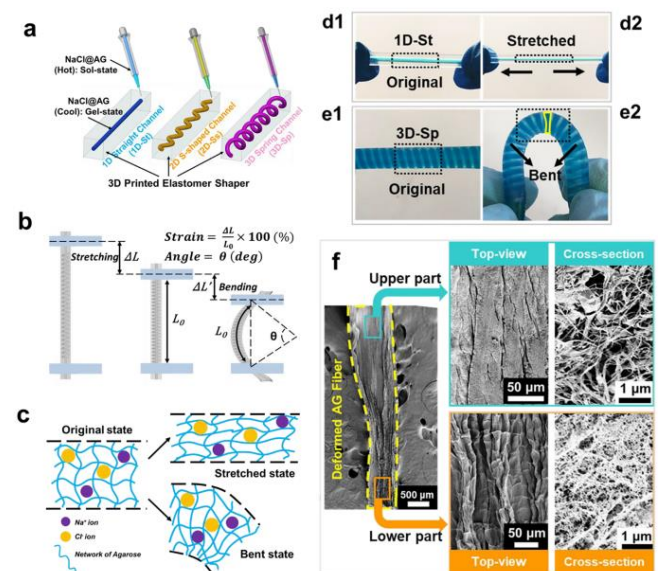 a
NaCl@AG
(Hot): Sol-state
NaCl@AG
(Cool): Gel-state
1D Straight Channel
(1D-St)
2D S-shaped Channel
(2D-Ss)
3D Spring Channel
(3D-Sp)
3D Printed Elastomer Shaper
b
Strain = ΔL/L₀ × 100 (%)
Angle = θ (deg)
Stretching
ΔL
ΔL'
Bending
L₀
L₀
θ
c
Original state
Stretched state
Bent state
Na⁺ ion
Cl⁻ ion
Network of Agarose
d1
1D-St
Original
Stretched
d2
e1
3D-Sp
Original
Bent
e2
f
Upper part
Deformed AG Fiber
500 μm
Lower part
Top-view
Cross-section
50 μm
1 μm
50 μm
1 μm
Top-view
Cross-section